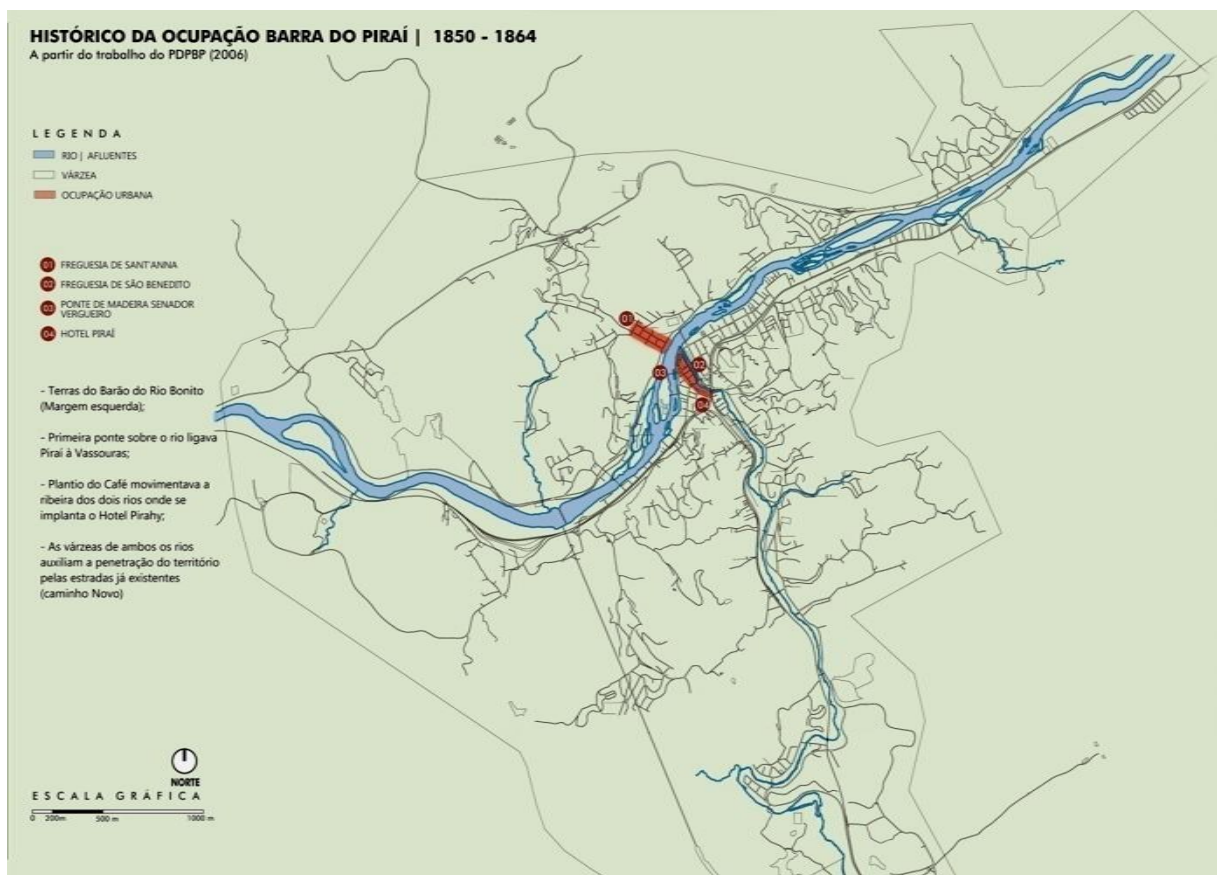 HISTÓRICO DA OCUPAÇÃO BARRA DO PIRAÍ | 1850 - 1864
A partir do trabalho do PDPBP (2006)
LEGENDA
RIO | AFLUENTES
VÁRZEA
OCUPAÇÃO URBANA
01 FREGUESIA DE SANT'ANNA
02 FREGUESIA DE SÃO BENEDITO
03 PONTE DE MADEIRA SENADOR
VERGUEIRO
04 HOTEL PIRAÍ
- Terras do Barão do Rio Bonito
(Margem esquerda);
- Primeira ponte sobre o rio ligava
Piraí à Vassouras;
- Plantio do Café movimentava a
ribeira dos dois rios onde se
implanta o Hotel Pirahy;
- As várzeas de ambos os rios
auxiliam a penetração do território
pelas estradas já existentes
(caminho Novo)
01
02
03
04
NORTE
ESCALA GRÁFICA
0 200m 500 m 1000 m